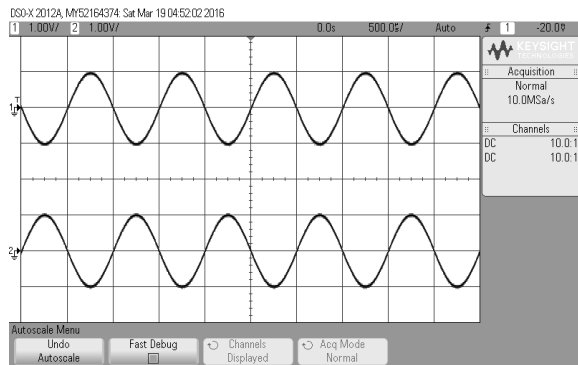 DSO-X 2012A, MY52164374: Sat Mar 19 04:52:02 2016
1 1.00V/ 2 1.00V/ 0.0s 500.0%/ Auto 1 -20.0%
KEYSIGHT
TECHNOLOGIES
Acquisition
Normal
10.0MSa/s
Channels
DC 10.0:1
DC 10.0:1
T
1
2
Autoscale Menu
Undo
Autoscale
Fast Debug
Channels
Displayed
Acq Mode
Normal